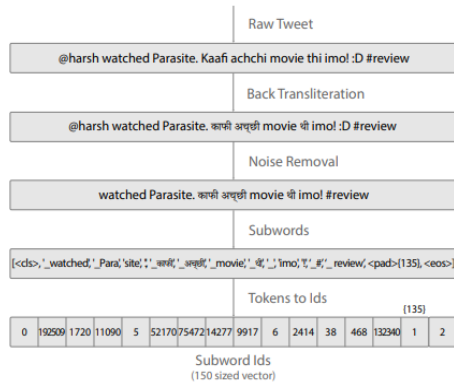 Raw Tweet
@harsh watched Parasite. Kaafi achchi movie thi imo! :D #review
Back Transliteration
@harsh watched Parasite. काफी अच्छी movie थी imo! :D #review
Noise Removal
watched Parasite. काफी अच्छी movie थी imo! #review
Subwords
[<cls>, '_watched', '_Para', 'site', '.', '_काफी', '_अच्छी', '_movie', '_थी', '_', 'imo', '!', '_#', '_ review', <pad>{135}, <eos>]
Tokens to Ids
{135}
0 192509 1720 11090 5 52170 75472 14277 9917 6 2414 38 468 132340 1 2
Subword Ids
(150 sized vector)